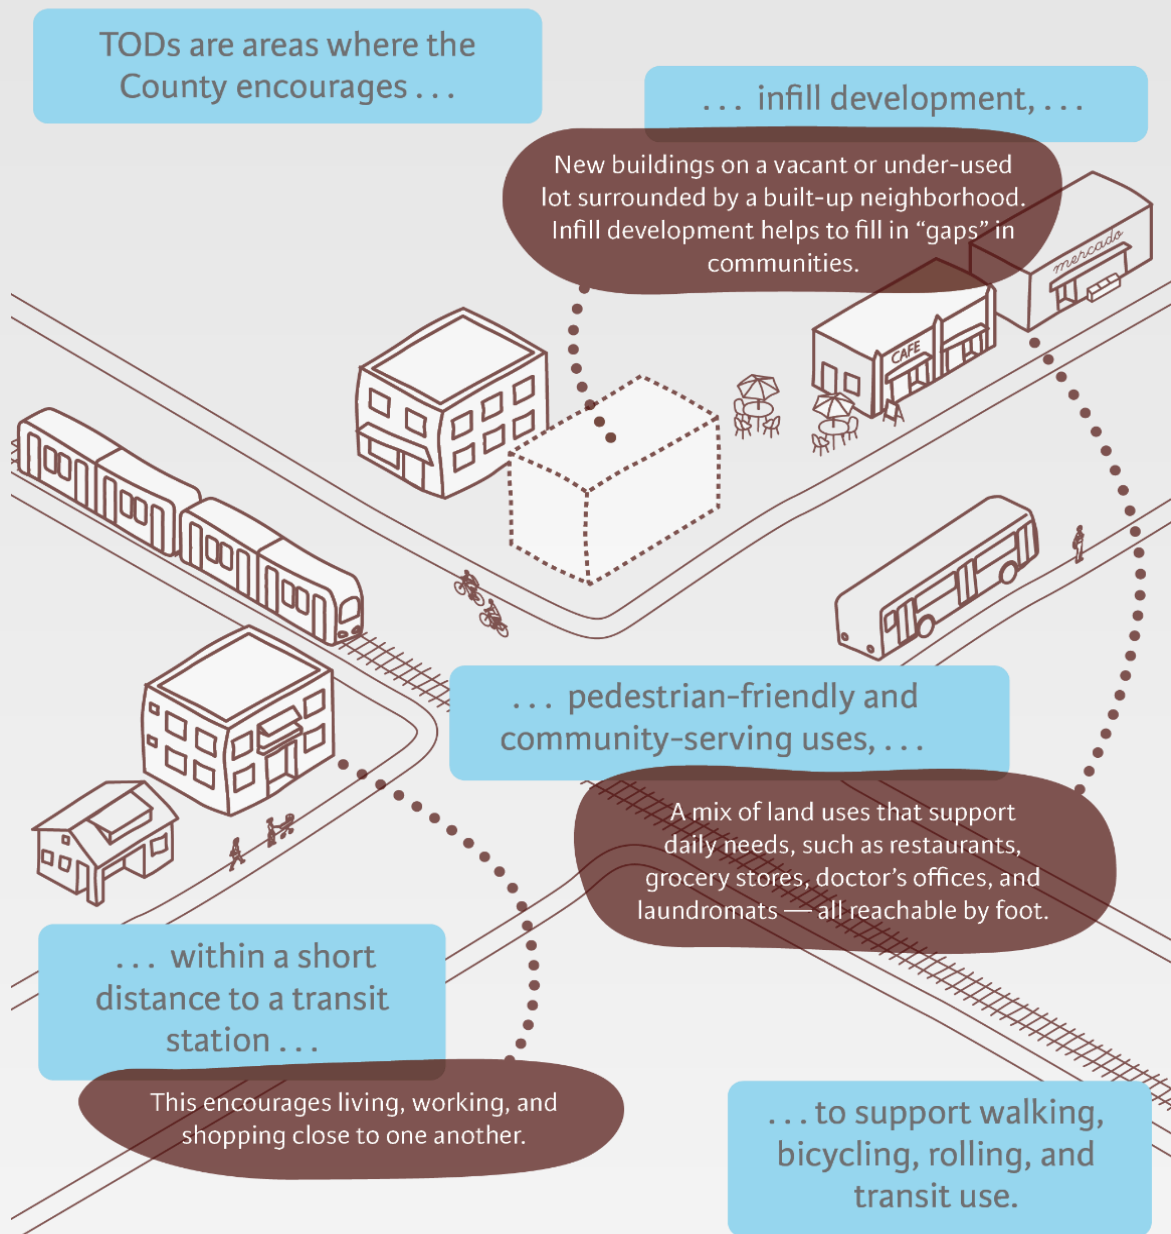 TODs are areas where the
County encourages . . .
. . . infill development, . . .
New buildings on a vacant or under-used
lot surrounded by a built-up neighborhood.
Infill development helps to fill in “gaps” in
communities.
mercado
CAFE
. . . pedestrian-friendly and
community-serving uses, . . .
A mix of land uses that support
daily needs, such as restaurants,
grocery stores, doctor’s offices, and
laundromats — all reachable by foot.
. . . within a short
distance to a transit
station . . .
This encourages living, working, and
shopping close to one another.
. . . to support walking,
bicycling, rolling, and
transit use.